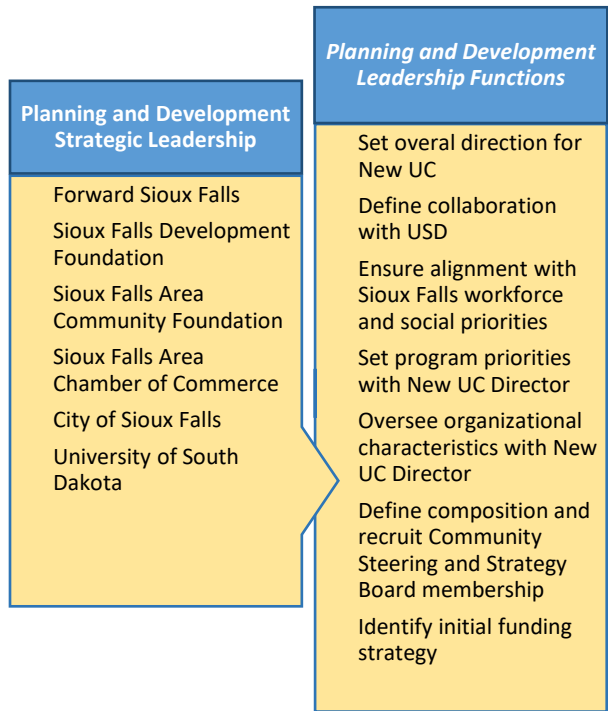 Planning and Development
Strategic Leadership
Forward Sioux Falls
Sioux Falls Development
Foundation
Sioux Falls Area
Community Foundation
Sioux Falls Area
Chamber of Commerce
City of Sioux Falls
University of South
Dakota
Planning and Development
Leadership Functions
Set overal direction for
New UC
Define collaboration
with USD
Ensure alignment with
Sioux Falls workforce
and social priorities
Set program priorities
with New UC Director
Oversee organizational
characteristics with New
UC Director
Define composition and
recruit Community
Steering and Strategy
Board membership
Identify initial funding
strategy